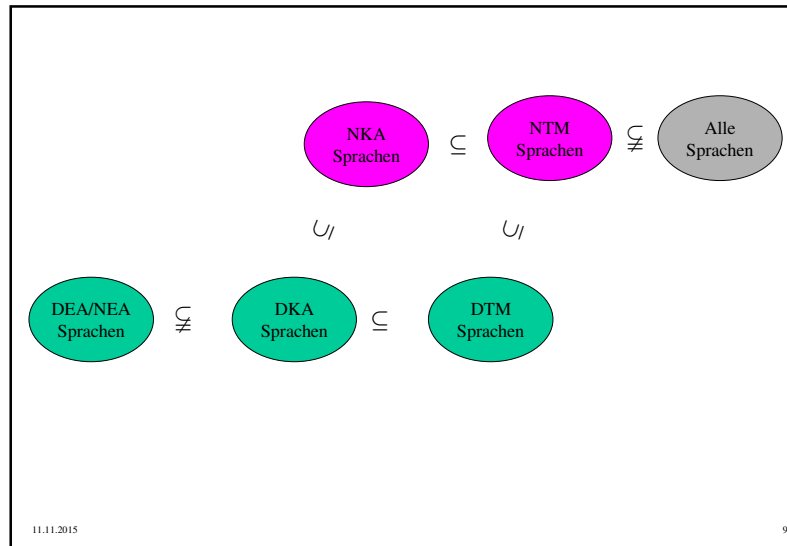 NKA
Sprachen
⊆
NTM
Sprachen
⊊
Alle
Sprachen
∪|
∪|
DEA/NEA
Sprachen
⊊
DKA
Sprachen
⊆
DTM
Sprachen
11.11.2015
9